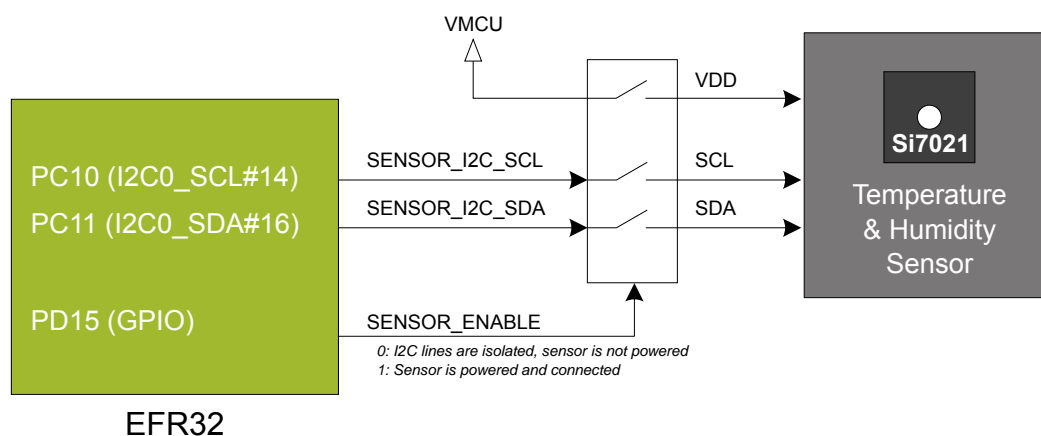 VMCU
VDD
Si7021
PC10 (I2C0_SCL#14)
SENSOR_I2C_SCL
SCL
PC11 (I2C0_SDA#16)
SENSOR_I2C_SDA
SDA
Temperature
& Humidity
Sensor
PD15 (GPIO)
SENSOR_ENABLE
0: I2C lines are isolated, sensor is not powered
1: Sensor is powered and connected
EFR32